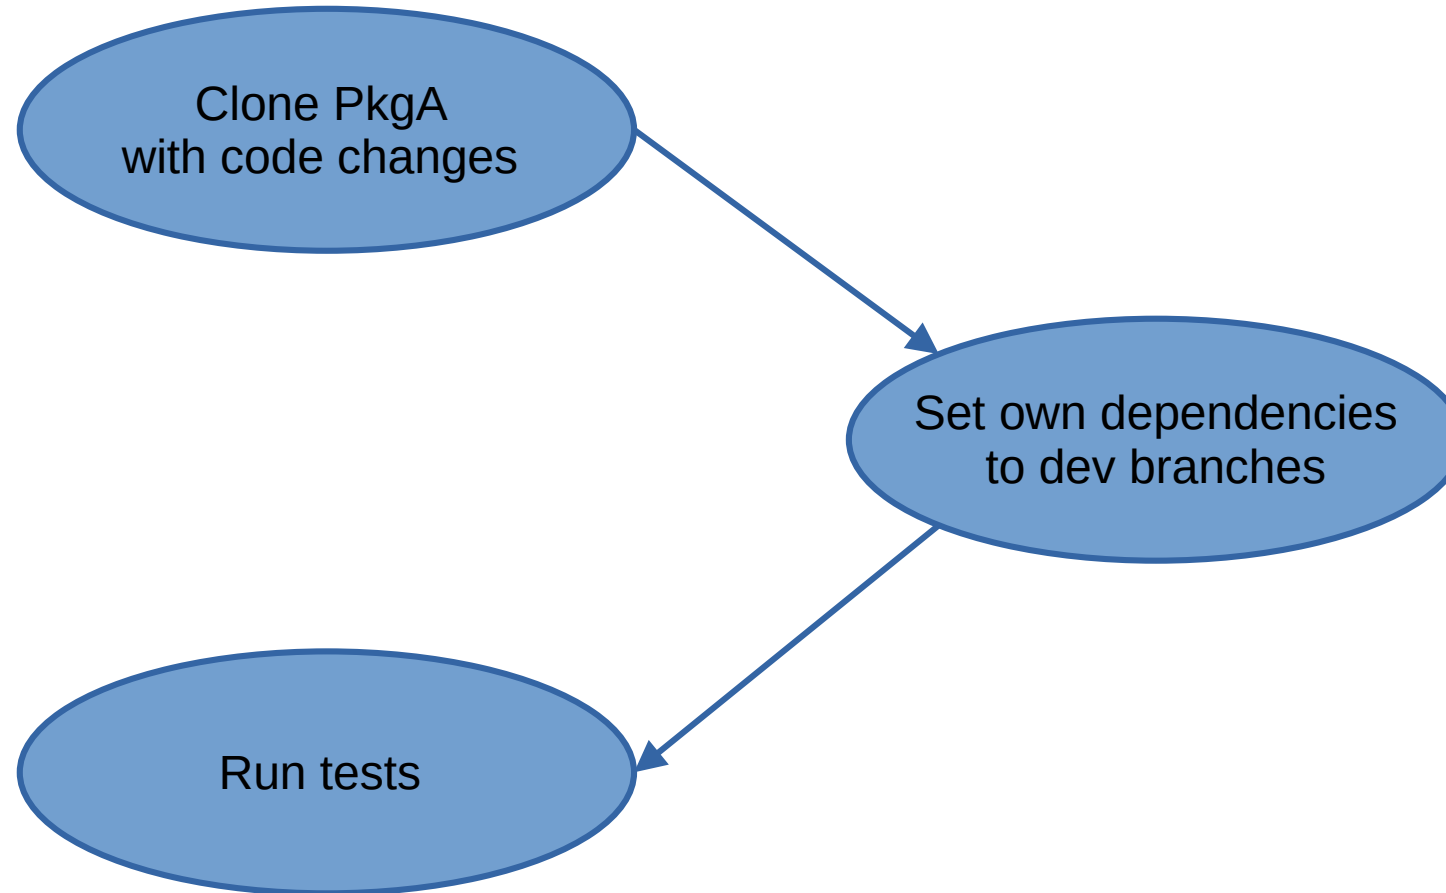 Clone PkgA
with code changes
Set own dependencies
to dev branches
Run tests